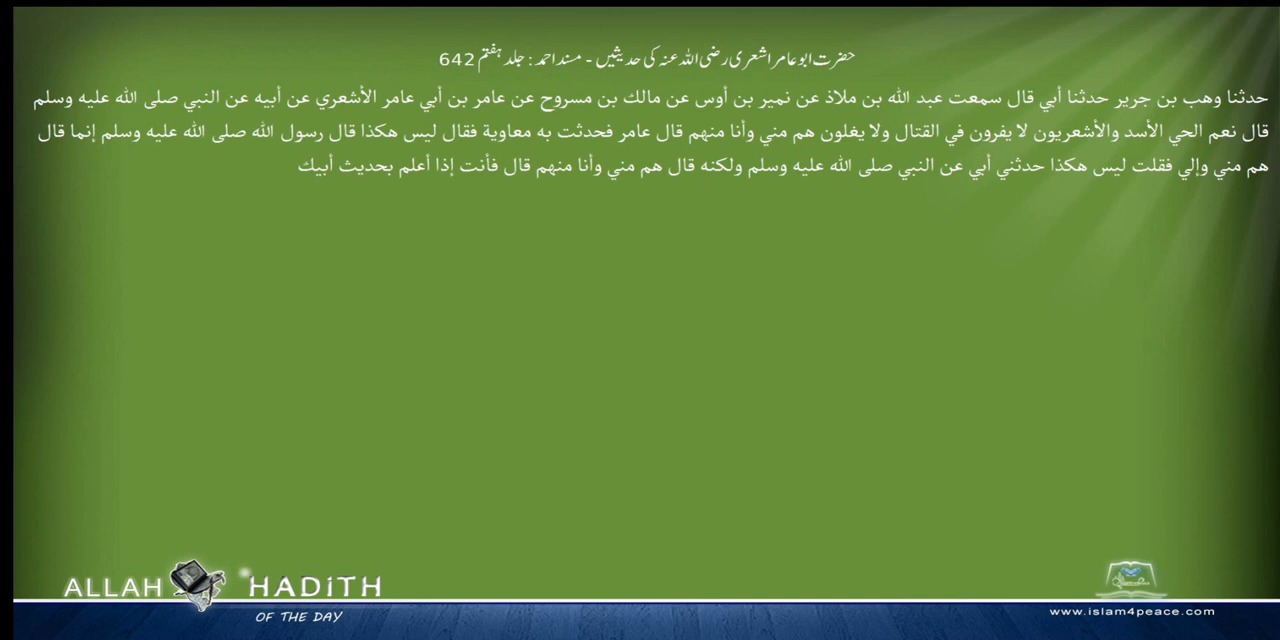 حضرت ابوعامر اشعری رضی اللہ عنہ کی حدیثیں - مسند احمد : جلد ہفتم 642
حدثنا وهب بن جرير حدثنا أبي قال سمعت عبد الله بن ملاذ عن نمير بن أوس عن مالك بن مسروح عن عامر بن أبي عامر الأشعري عن أبيه عن النبي صلى الله عليه وسلم
قال نعم الحي الأسد والأشعريون لا يفرون في القتال ولا يغلون هم مني وأنا منهم قال عامر فحدثت به معاوية فقال ليس هكذا قال رسول الله صلى الله عليه وسلم إنما قال
هم مني وإلي فقلت ليس هكذا حدثني أبي عن النبي صلى الله عليه وسلم ولكنه قال هم مني وأنا منهم قال فأنت إذا أعلم بحديث أبيك
ALLAH HADITH
OF THE DAY
www.islam4peace.com